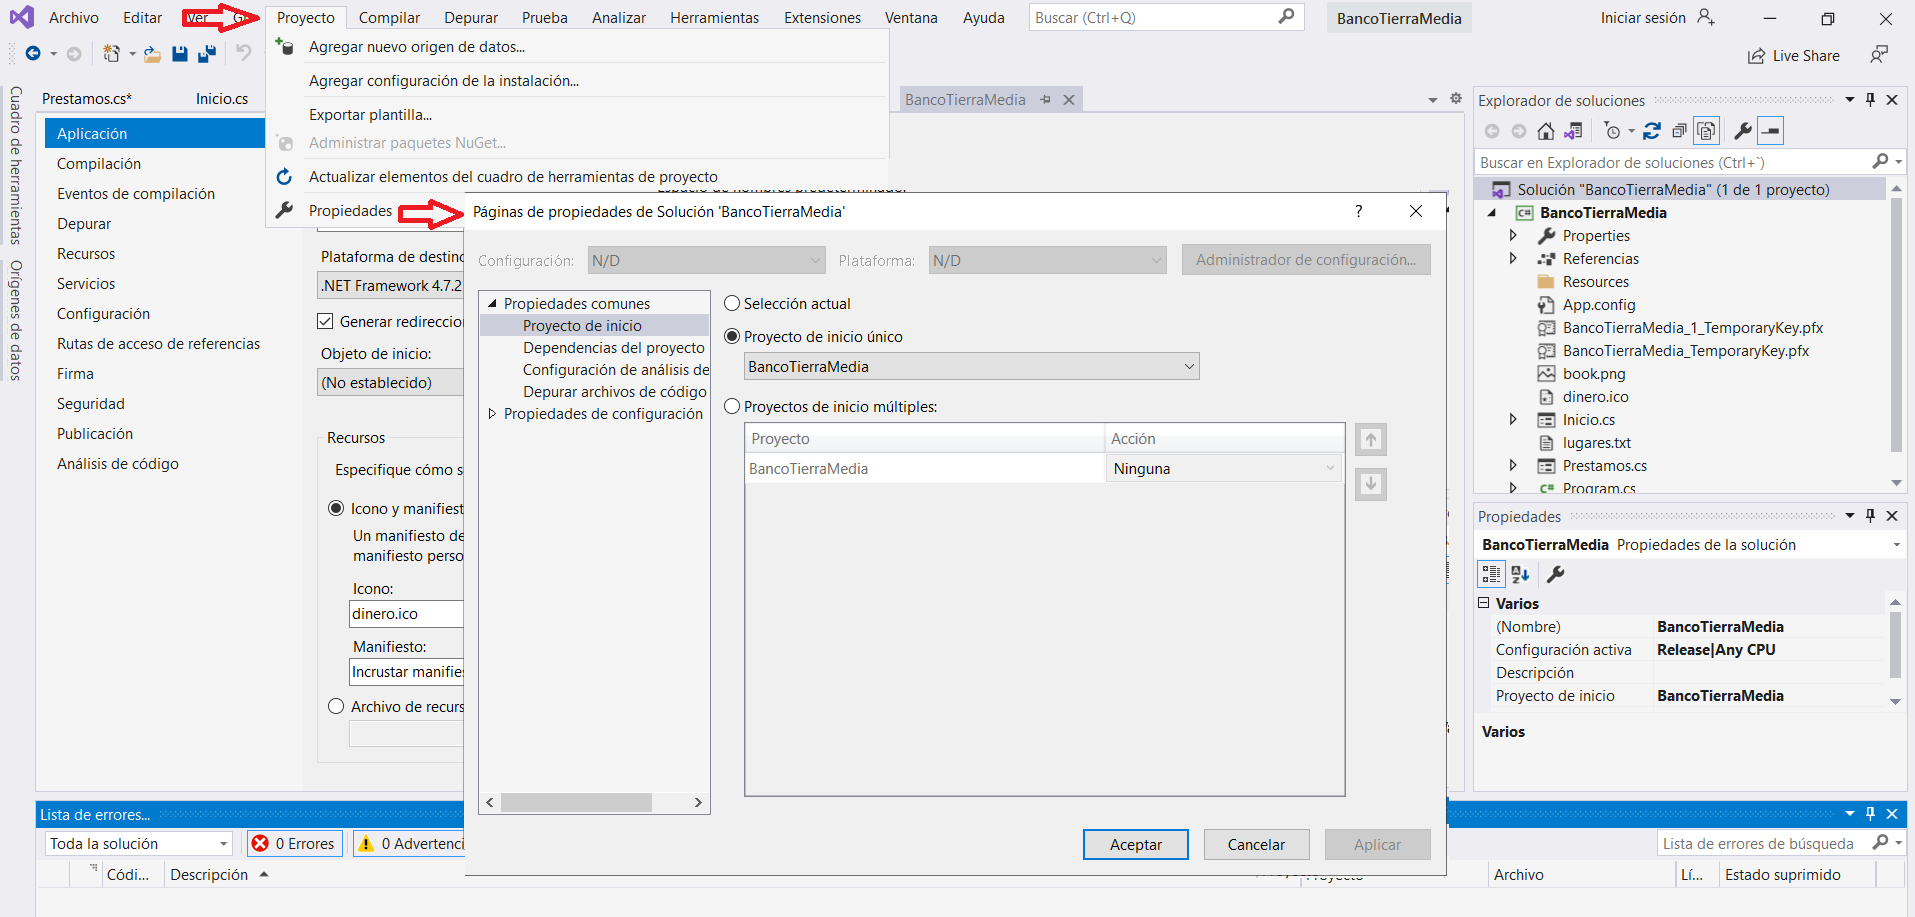 Archivo Editar Ver Proyecto Compilar Depurar Prueba Analizar Herramientas Extensiones Ventana Ayuda Buscar (Ctrl+Q) BancoTierraMedia Iniciar sesión
Live Share
Agregar nuevo origen de datos...
Agregar configuración de la instalación...
Exportar plantilla...
Administrar paquetes NuGet...
Actualizar elementos del cuadro de herramientas de proyecto
Propiedades
Cuadro de herramientas
Orígenes de datos
Prestamos.cs* Inicio.cs BancoTierraMedia
Aplicación
Compilación
Eventos de compilación
Depurar
Recursos
Servicios
Configuración
Rutas de acceso de referencias
Firma
Seguridad
Publicación
Análisis de código
Plataforma de destino
.NET Framework 4.7.2
Generar redireccio
Objeto de inicio:
(No establecido)
Recursos
Especifique cómo s
Icono y manifiest
Un manifiesto de
manifiesto perso
Icono:
dinero.ico
Manifiesto:
Incrustar manifie
Archivo de recurs
Páginas de propiedades de Solución 'BancoTierraMedia' ?
Configuración: N/D Plataforma: N/D Administrador de configuración...
Propiedades comunes
Proyecto de inicio
Dependencias del proyecto
Configuración de análisis de
Depurar archivos de código
Propiedades de configuración
Selección actual
Proyecto de inicio único
BancoTierraMedia
Proyectos de inicio múltiples:
Proyecto Acción
BancoTierraMedia Ninguna
Aceptar Cancelar Aplicar
Explorador de soluciones
Buscar en Explorador de soluciones (Ctrl+`)
Solución "BancoTierraMedia" (1 de 1 proyecto)
C# BancoTierraMedia
Properties
Referencias
Resources
App.config
BancoTierraMedia_1_TemporaryKey.pfx
BancoTierraMedia_TemporaryKey.pfx
book.png
dinero.ico
Inicio.cs
lugares.txt
Prestamos.cs
C# Program.cs
Propiedades
BancoTierraMedia Propiedades de la solución
Varios
(Nombre) BancoTierraMedia
Configuración activa Release|Any CPU
Descripción
Proyecto de inicio BancoTierraMedia
Varios
Lista de errores...
Toda la solución 0 Errores 0 Advertenci Lista de errores de búsqueda
Códi... Descripción Proyecto Archivo Lí... Estado suprimido